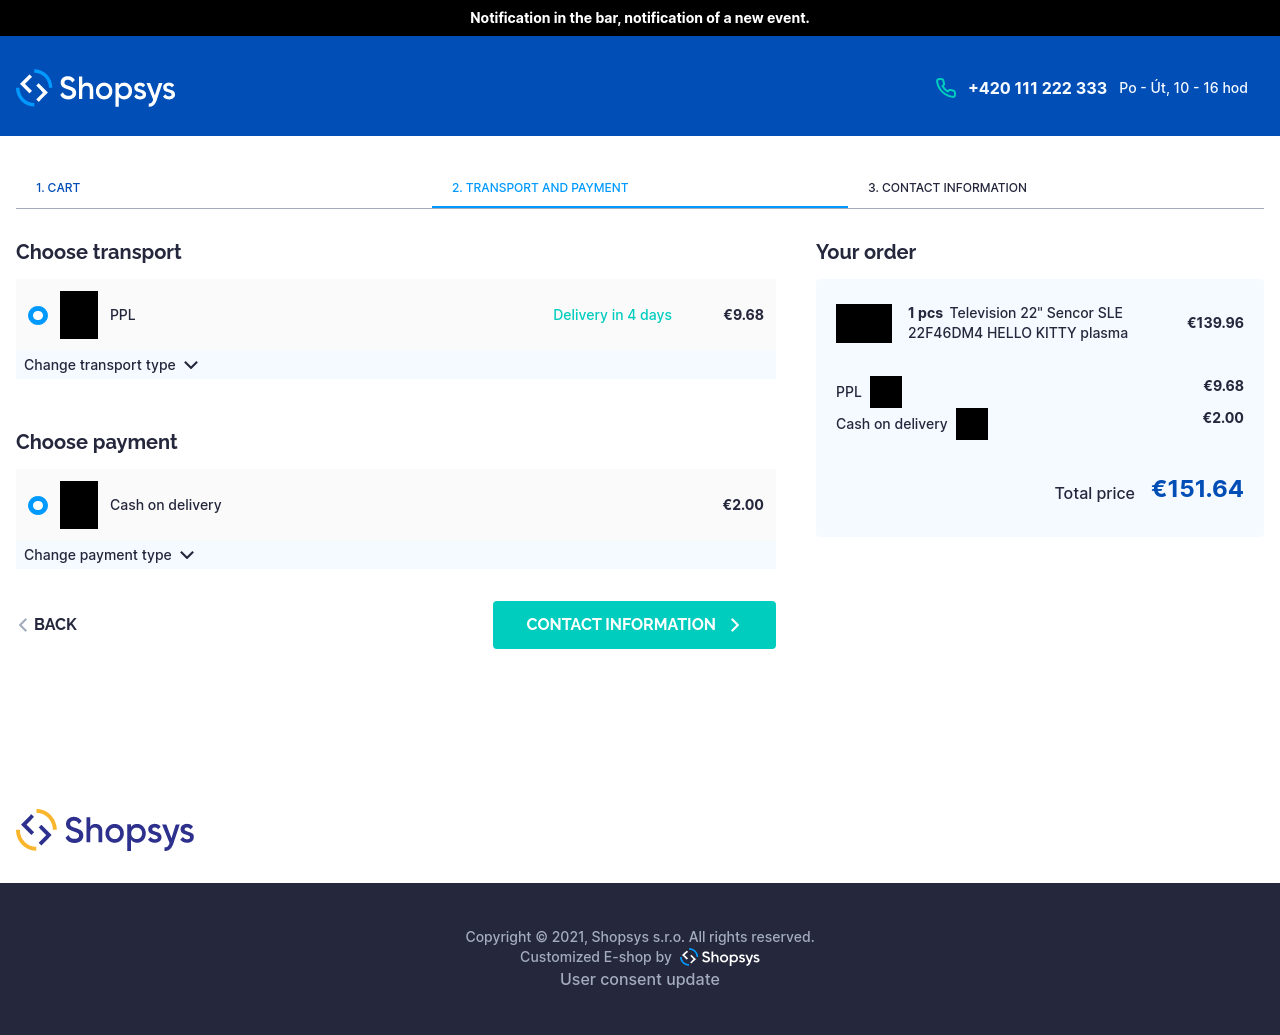 Notification in the bar, notification of a new event.
Shopsys
+420 111 222 333 Po - Út, 10 - 16 hod
1. CART
2. TRANSPORT AND PAYMENT
3. CONTACT INFORMATION
Choose transport
PPL Delivery in 4 days €9.68
Change transport type
Choose payment
Cash on delivery €2.00
Change payment type
BACK
CONTACT INFORMATION
Your order
1 pcs Television 22" Sencor SLE
22F46DM4 HELLO KITTY plasma
€139.96
PPL €9.68
Cash on delivery €2.00
Total price €151.64
Shopsys
Copyright © 2021, Shopsys s.r.o. All rights reserved.
Customized E-shop by Shopsys
User consent update